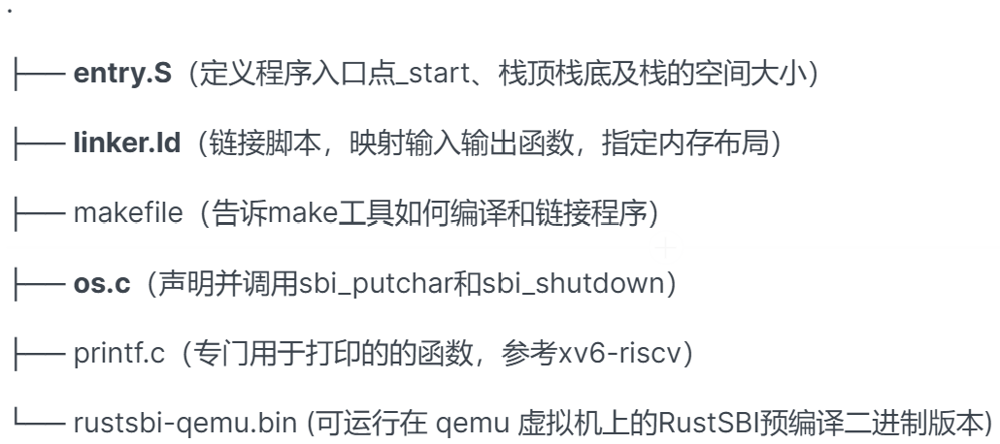 .
├── entry.S（定义程序入口点_start、栈顶栈底及栈的空间大小）
├── linker.ld（链接脚本，映射输入输出函数，指定内存布局）
├── makefile（告诉make工具如何编译和链接程序）
├── os.c（声明并调用sbi_putchar和sbi_shutdown）
├── printf.c（专门用于打印的的函数，参考xv6-riscv）
└── rustsbi-qemu.bin (可运行在 qemu 虚拟机上的RustSBI预编译二进制版本)